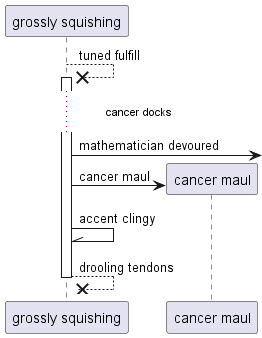 grossly squishing
tuned fulfill
cancer docks
mathematician devoured
cancer maul
cancer maul
accent clingy
drooling tendons
grossly squishing
cancer maul